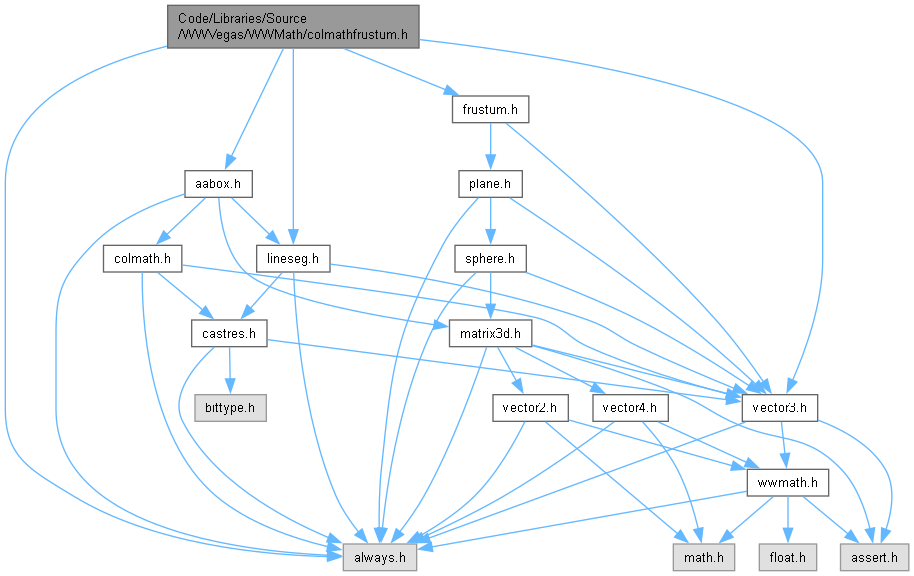 Code/Libraries/Source
/WWVegas/WWMath/colmathfrustum.h
frustum.h
aabox.h
plane.h
colmath.h
lineseg.h
sphere.h
castres.h
matrix3d.h
bittype.h
vector2.h
vector4.h
vector3.h
wwmath.h
always.h
math.h
float.h
assert.h